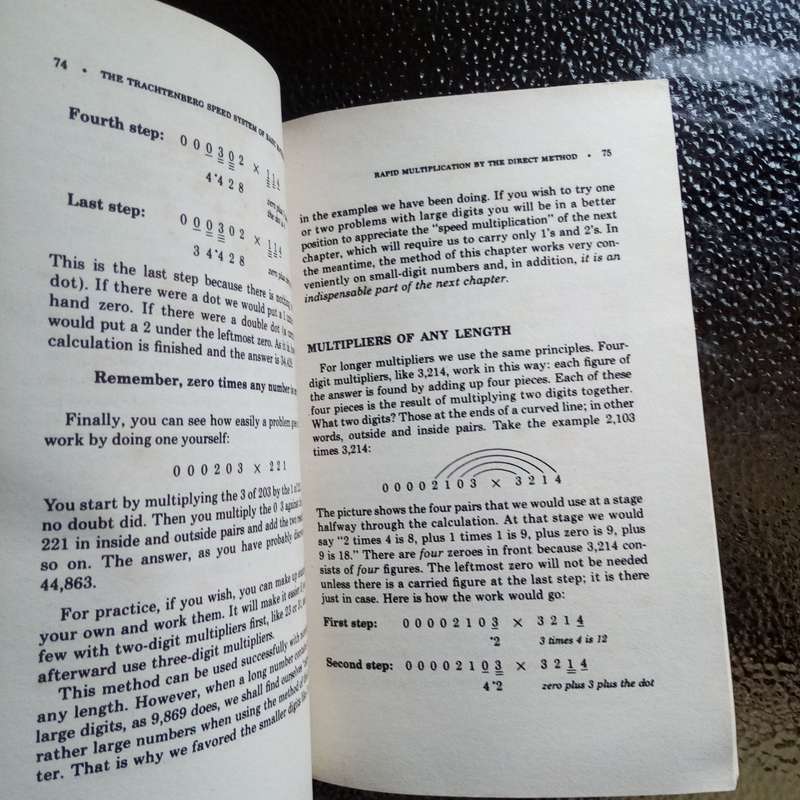 74 • THE TRACHTENBERG SPEED SYSTEM OF
Fourth step: 0 0 0 3 0 2 × 1 1 4
4 ·4 2 8 zero plus
Last step: 0 0 0 3 0 2 × 1 1 4
3 4 ·4 2 8 zero plus
This is the last step because there is nothing
dot). If there were a dot we would put a 1
hand zero. If there were a double dot
would put a 2 under the leftmost zero. As it is,
calculation is finished and the answer is
Remember, zero times any number is
Finally, you can see how easily a problem
work by doing one yourself:
0 0 0 2 0 3 × 2 2 1
You start by multiplying the 3 of 203 by the 1 of
no doubt did. Then you multiply the 0 3 against
221 in inside and outside pairs and add the two
so on. The answer, as you have probably
44,863.
For practice, if you wish, you can make up
your own and work them. It will make it easier
few with two-digit multipliers first, like 23 or
afterward use three-digit multipliers.
This method can be used successfully with
any length. However, when a long number
large digits, as 9,869 does, we shall find ourselves
rather large numbers when using the method of
ter. That is why we favored the smaller digits
RAPID MULTIPLICATION BY THE DIRECT METHOD • 75
in the examples we have been doing. If you wish to try one
or two problems with large digits you will be in a better
position to appreciate the “speed multiplication” of the next
chapter, which will require us to carry only 1’s and 2’s. In
the meantime, the method of this chapter works very con-
veniently on small-digit numbers and, in addition, it is an
indispensable part of the next chapter.
MULTIPLIERS OF ANY LENGTH
For longer multipliers we use the same principles. Four-
digit multipliers, like 3,214, work in this way: each figure of
the answer is found by adding up four pieces. Each of these
four pieces is the result of multiplying two digits together.
What two digits? Those at the ends of a curved line; in other
words, outside and inside pairs. Take the example 2,103
times 3,214:
0 0 0 0 2 1 0 3 × 3 2 1 4
The picture shows the four pairs that we would use at a stage
halfway through the calculation. At that stage we would
say “2 times 4 is 8, plus 1 times 1 is 9, plus zero is 9, plus
9 is 18.” There are four zeroes in front because 3,214 con-
sists of four figures. The leftmost zero will not be needed
unless there is a carried figure at the last step; it is there
just in case. Here is how the work would go:
First step: 0 0 0 0 2 1 0 3 × 3 2 1 4
·2 3 times 4 is 12
Second step: 0 0 0 0 2 1 0 3 × 3 2 1 4
4 ·2 zero plus 3 plus the dot